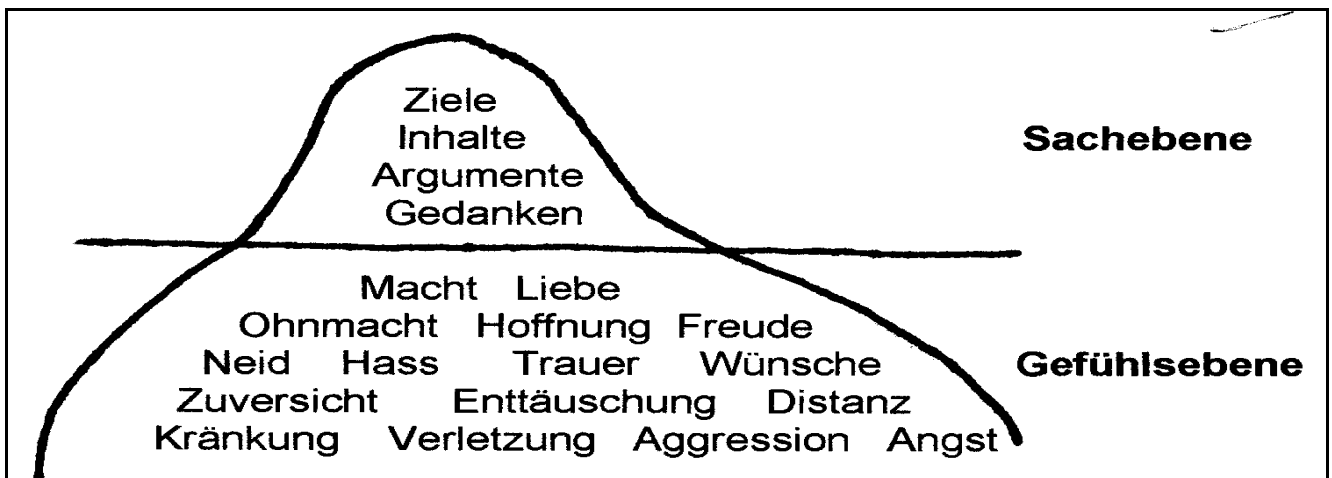 Ziele
Inhalte
Argumente
Gedanken
Sachebene
Macht Liebe
Ohnmacht Hoffnung Freude
Neid Hass Trauer Wünsche
Zuversicht Enttäuschung Distanz
Kränkung Verletzung Aggression Angst
Gefühlsebene